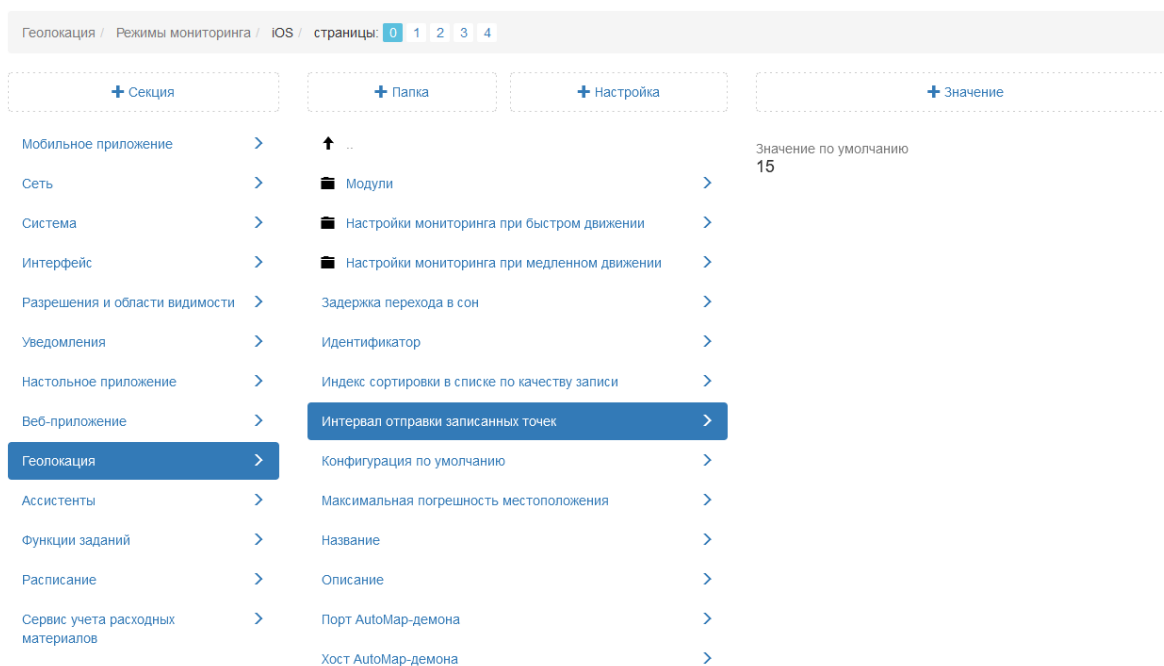 Геолокация / Режимы мониторинга / iOS / страницы: 0 1 2 3 4
+ Секция
+ Папка
+ Настройка
+ Значение
Мобильное приложение
Сеть
Система
Интерфейс
Разрешения и области видимости
Уведомления
Настольное приложение
Веб-приложение
Геолокация
Ассистенты
Функции заданий
Расписание
Сервис учета расходных
материалов
..
Модули
Настройки мониторинга при быстром движении
Настройки мониторинга при медленном движении
Задержка перехода в сон
Идентификатор
Индекс сортировки в списке по качеству записи
Интервал отправки записанных точек
Конфигурация по умолчанию
Максимальная погрешность местоположения
Название
Описание
Порт AutoMap-демона
Хост AutoMap-демона
Значение по умолчанию
15